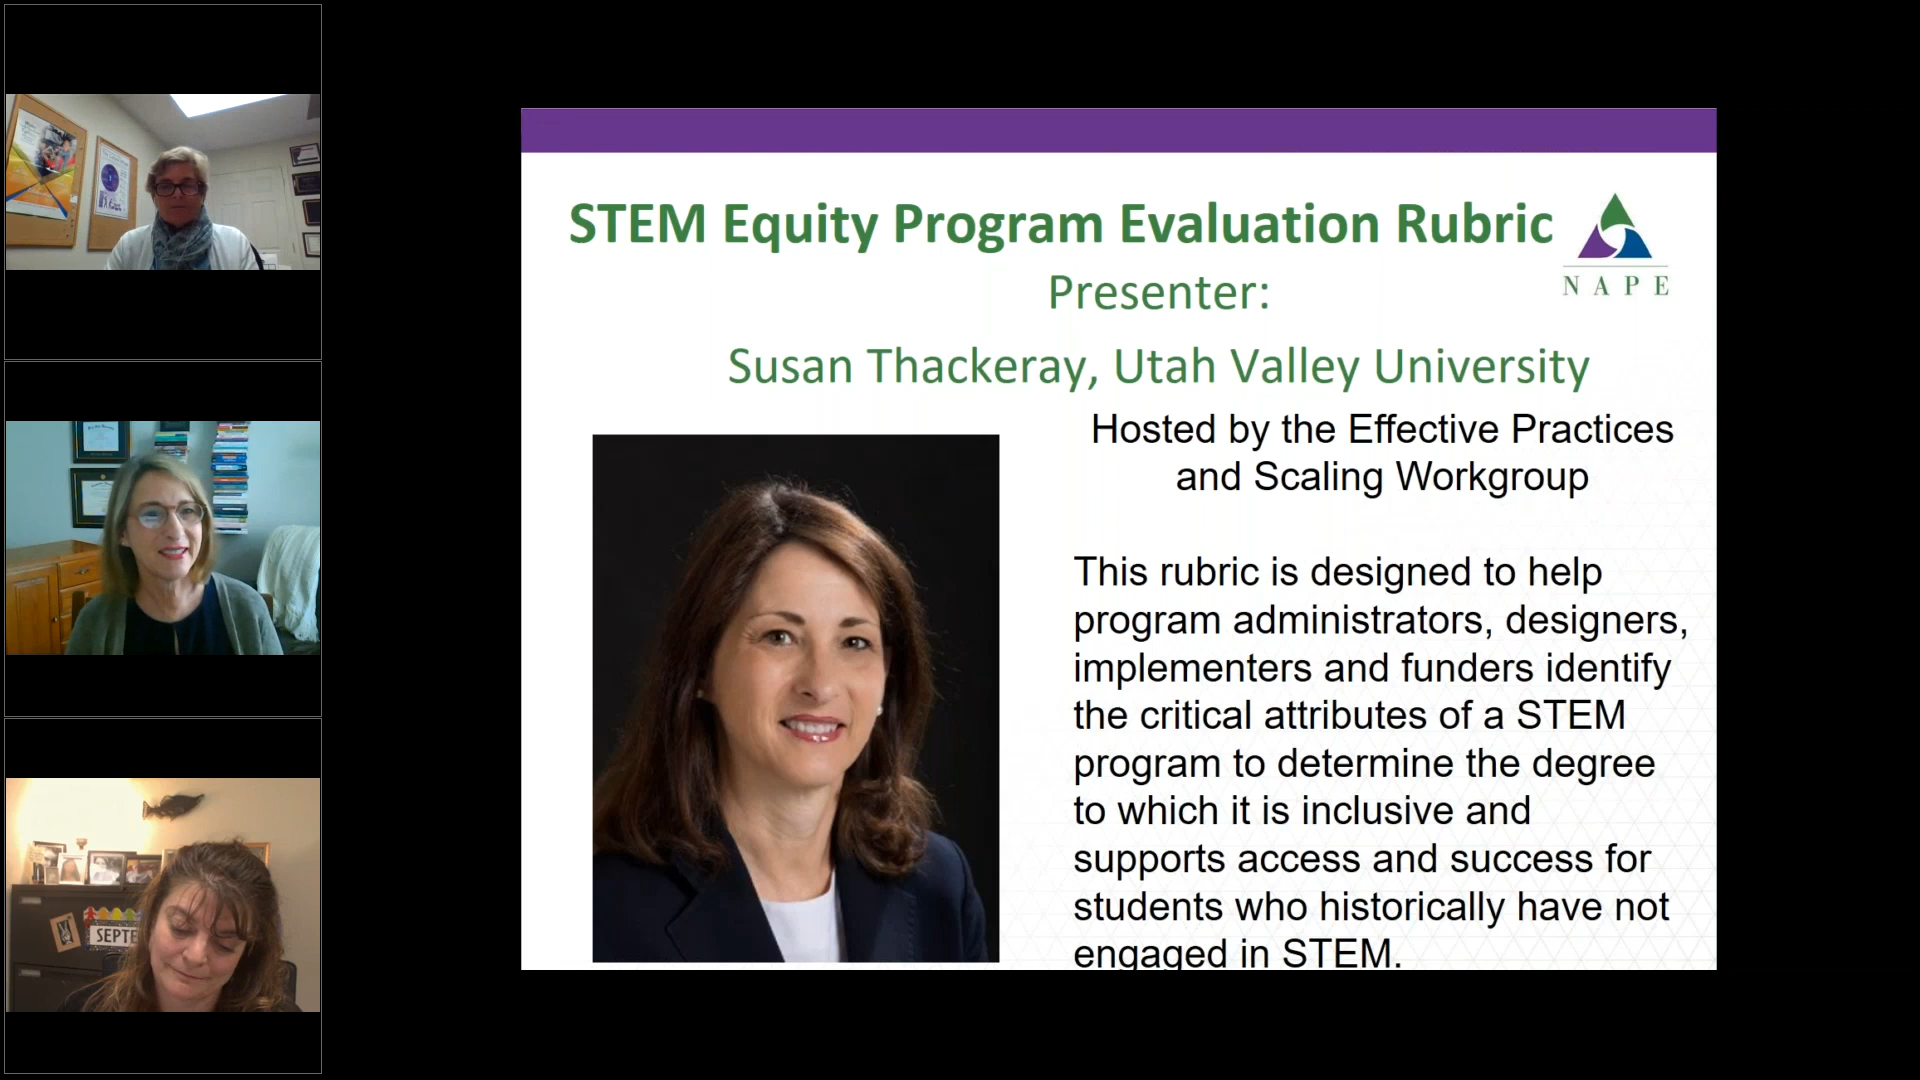 STEM Equity Program Evaluation Rubric
NAPE
Presenter:
Susan Thackeray, Utah Valley University
Hosted by the Effective Practices
and Scaling Workgroup
This rubric is designed to help
program administrators, designers,
implementers and funders identify
the critical attributes of a STEM
program to determine the degree
to which it is inclusive and
supports access and success for
students who historically have not
engaged in STEM.
SEPTE